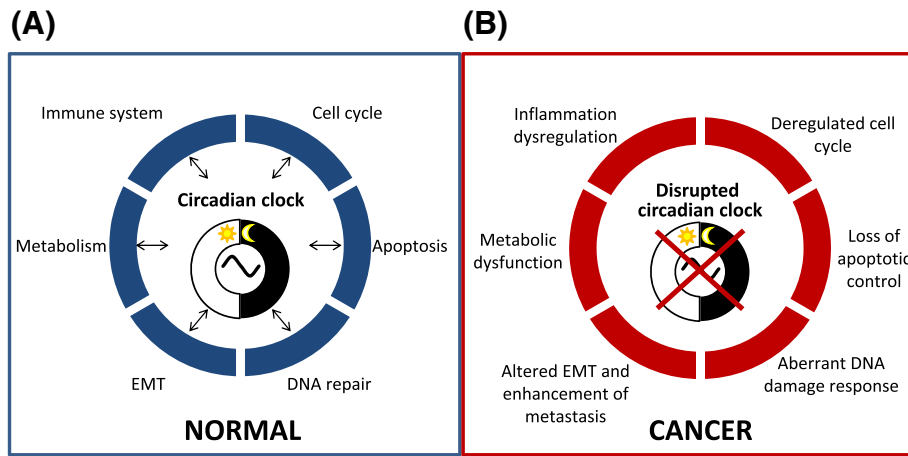 (A)
Immune system
Cell cycle
Circadian clock
Metabolism
Apoptosis
EMT
DNA repair
NORMAL
(B)
Inflammation
dysregulation
Deregulated cell
cycle
Disrupted
circadian clock
Metabolic
dysfunction
Loss of
apoptotic
control
Altered EMT and
enhancement of
metastasis
Aberrant DNA
damage response
CANCER